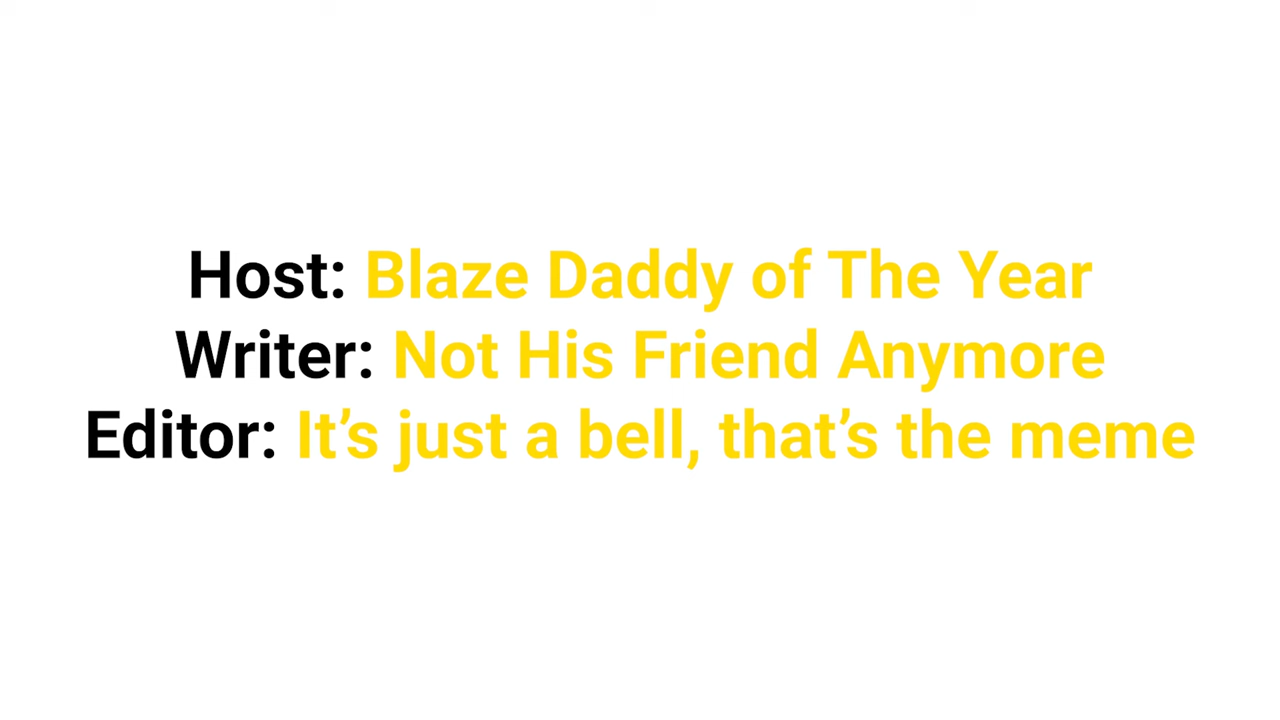 Host: Blaze Daddy of The Year
Writer: Not His Friend Anymore
Editor: It’s just a bell, that’s the meme